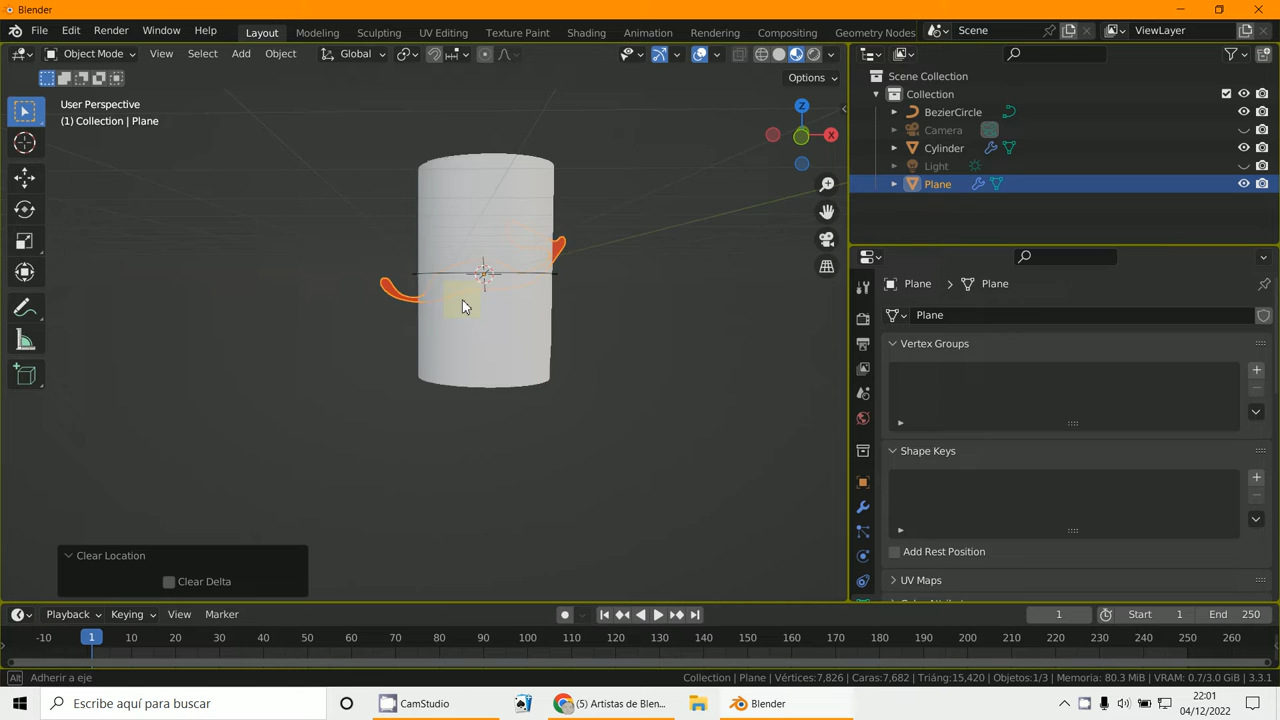 Blender
File Edit Render Window Help
Layout Modeling Sculpting UV Editing Texture Paint Shading Animation Rendering Compositing Geometry Nodes
Scene
ViewLayer
Object Mode View Select Add Object Global
Options
User Perspective
(1) Collection | Plane
Z
X
Scene Collection
Collection
BezierCircle
Camera
Cylinder
Light
Plane
Plane > Plane
Plane
Vertex Groups
Shape Keys
Add Rest Position
UV Maps
Clear Location
Clear Delta
Playback Keying View Marker
1 Start 1 End 250
-10 1 10 20 30 40 50 60 70 80 90 100 110 120 130 140 150 160 170 180 190 200 210 220 230 240 250 260
Alt Adherir a eje
Collection | Plane | Vértices:7,826 | Caras:7,682 | Triáng:15,420 | Objetos:1/3 | Memoria: 80.3 MiB | VRAM: 0.7/3.0 GiB | 3.3.1
Escribe aquí para buscar
CamStudio
(5) Artistas de Blen...
Blender
22:01
04/12/2022